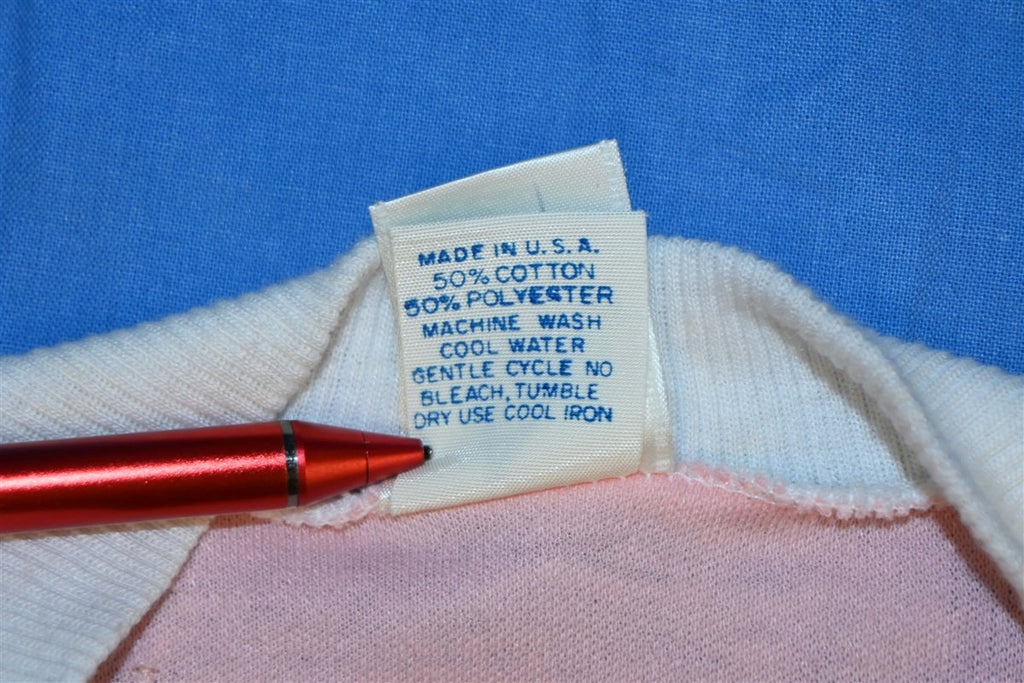 MADE IN U.S.A.
50% COTTON
50% POLYESTER
MACHINE WASH
COOL WATER
GENTLE CYCLE NO
BLEACH, TUMBLE
DRY USE COOL IRON